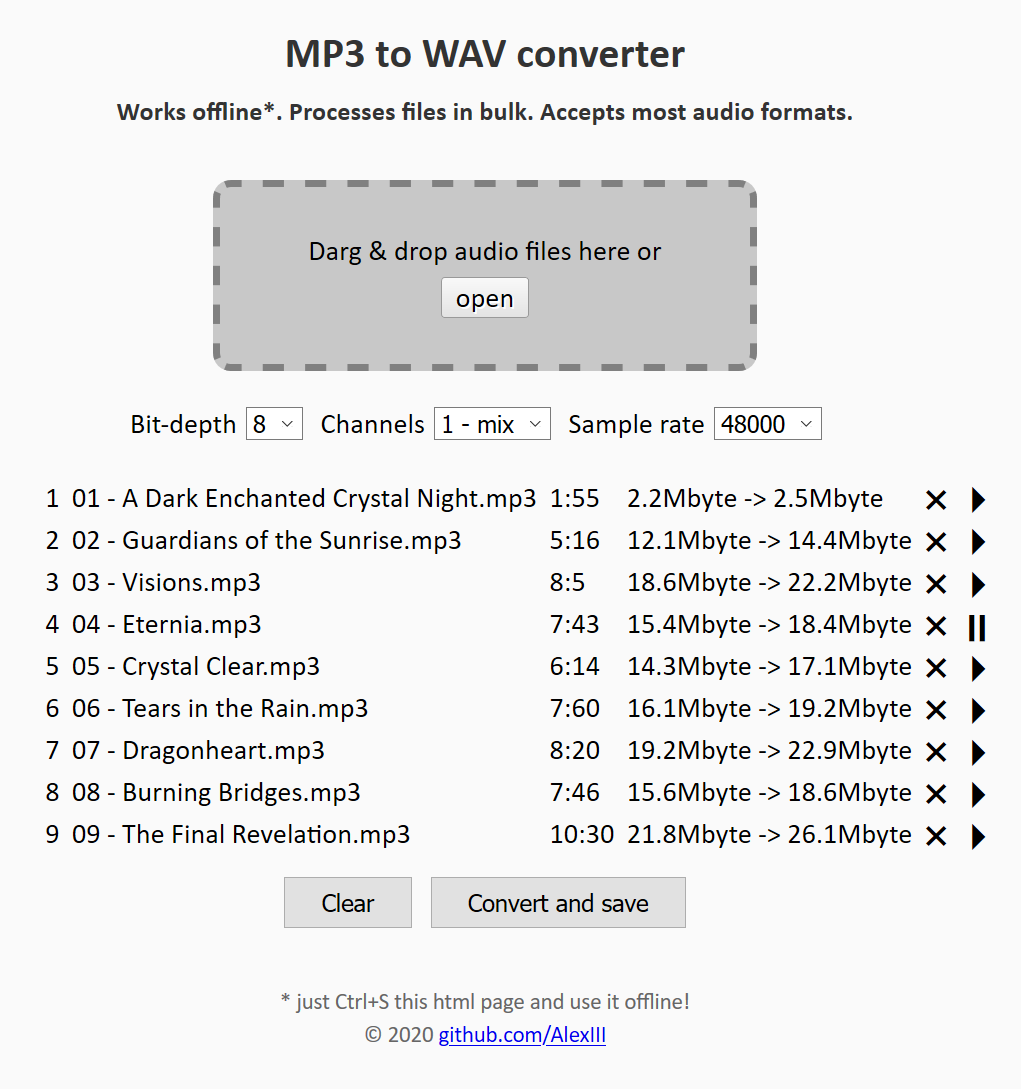 MP3 to WAV converter
Works offline*. Processes files in bulk. Accepts most audio formats.
Darg & drop audio files here or
open
Bit-depth 8 Channels 1 - mix Sample rate 48000
1 01 - A Dark Enchanted Crystal Night.mp3 1:55 2.2Mbyte -> 2.5Mbyte
2 02 - Guardians of the Sunrise.mp3 5:16 12.1Mbyte -> 14.4Mbyte
3 03 - Visions.mp3 8:5 18.6Mbyte -> 22.2Mbyte
4 04 - Eternia.mp3 7:43 15.4Mbyte -> 18.4Mbyte
5 05 - Crystal Clear.mp3 6:14 14.3Mbyte -> 17.1Mbyte
6 06 - Tears in the Rain.mp3 7:60 16.1Mbyte -> 19.2Mbyte
7 07 - Dragonheart.mp3 8:20 19.2Mbyte -> 22.9Mbyte
8 08 - Burning Bridges.mp3 7:46 15.6Mbyte -> 18.6Mbyte
9 09 - The Final Revelation.mp3 10:30 21.8Mbyte -> 26.1Mbyte
Clear Convert and save
* just Ctrl+S this html page and use it offline!
© 2020 github.com/AlexIII